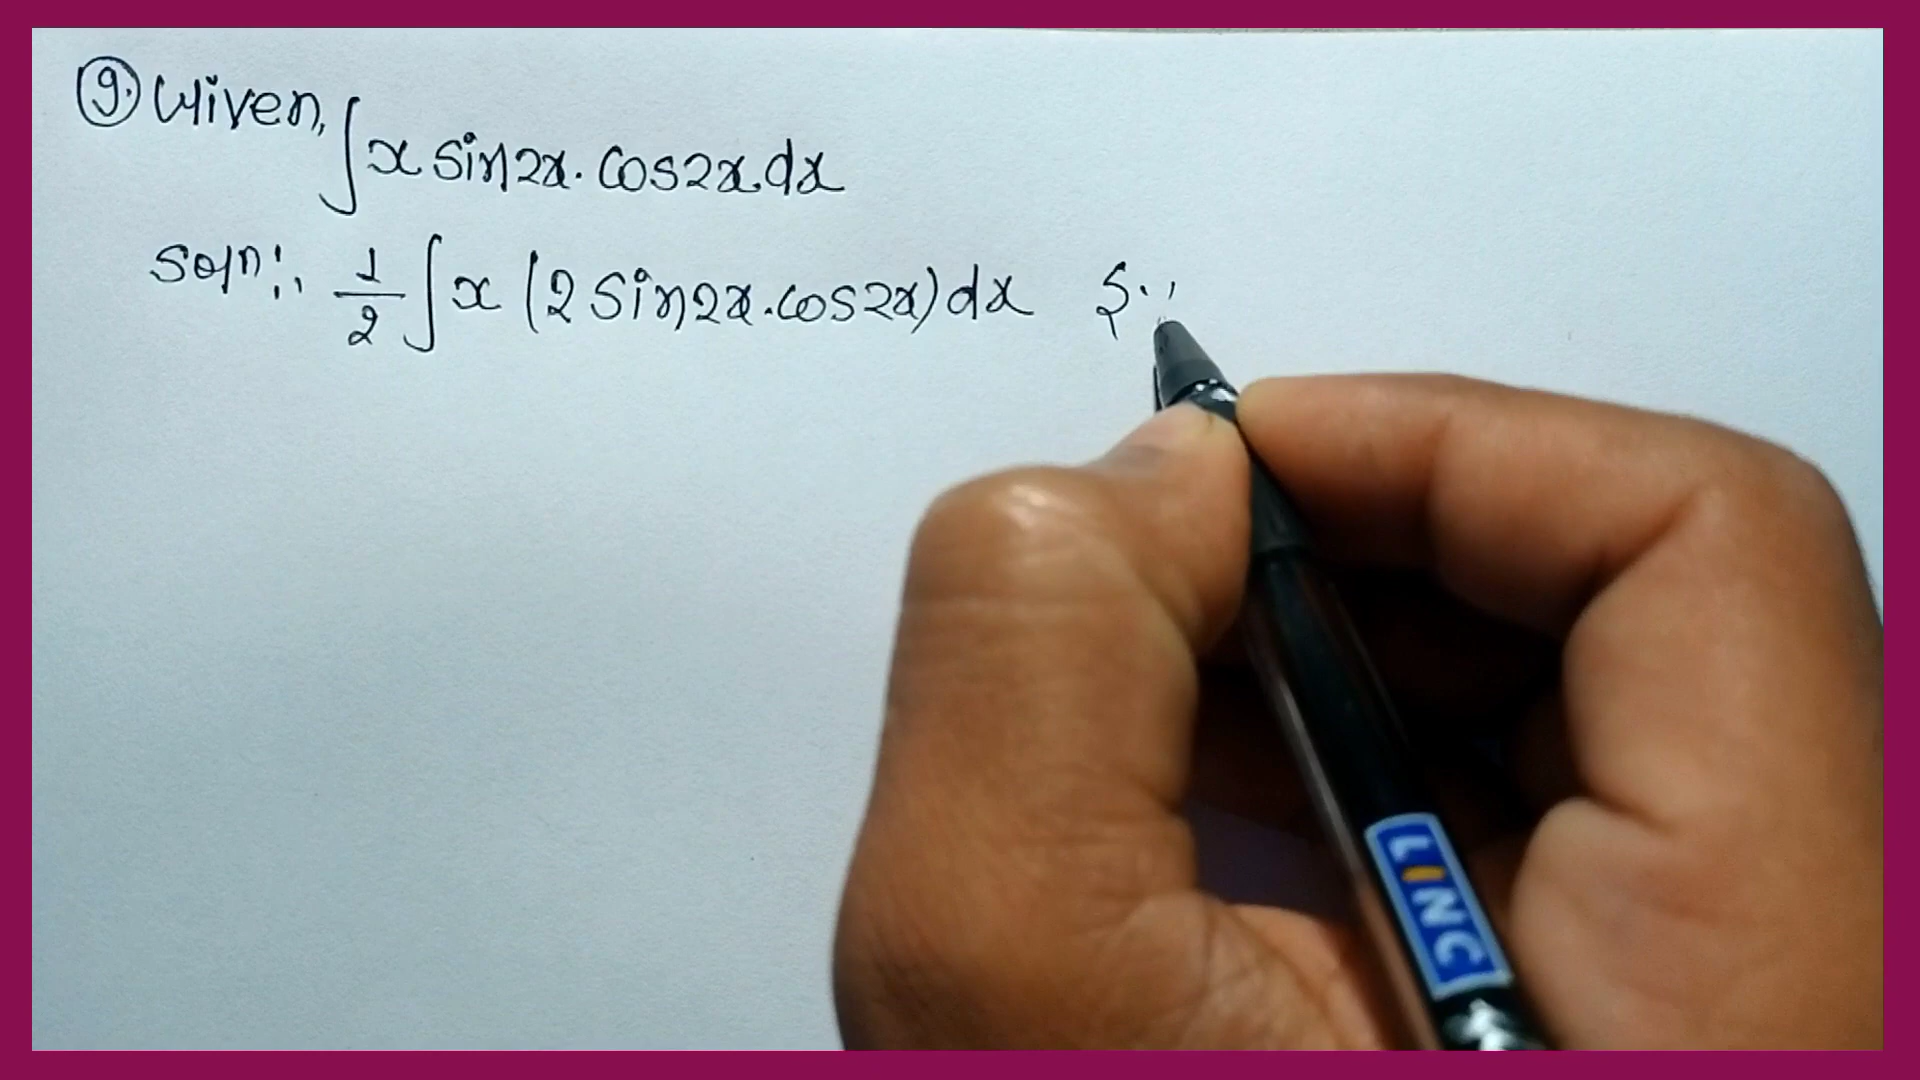 9. Given, ∫x sin2x. cos2x.dx
Soln:. 1/2 ∫x (2 sin2x.cos2x)dx {∵
LINC